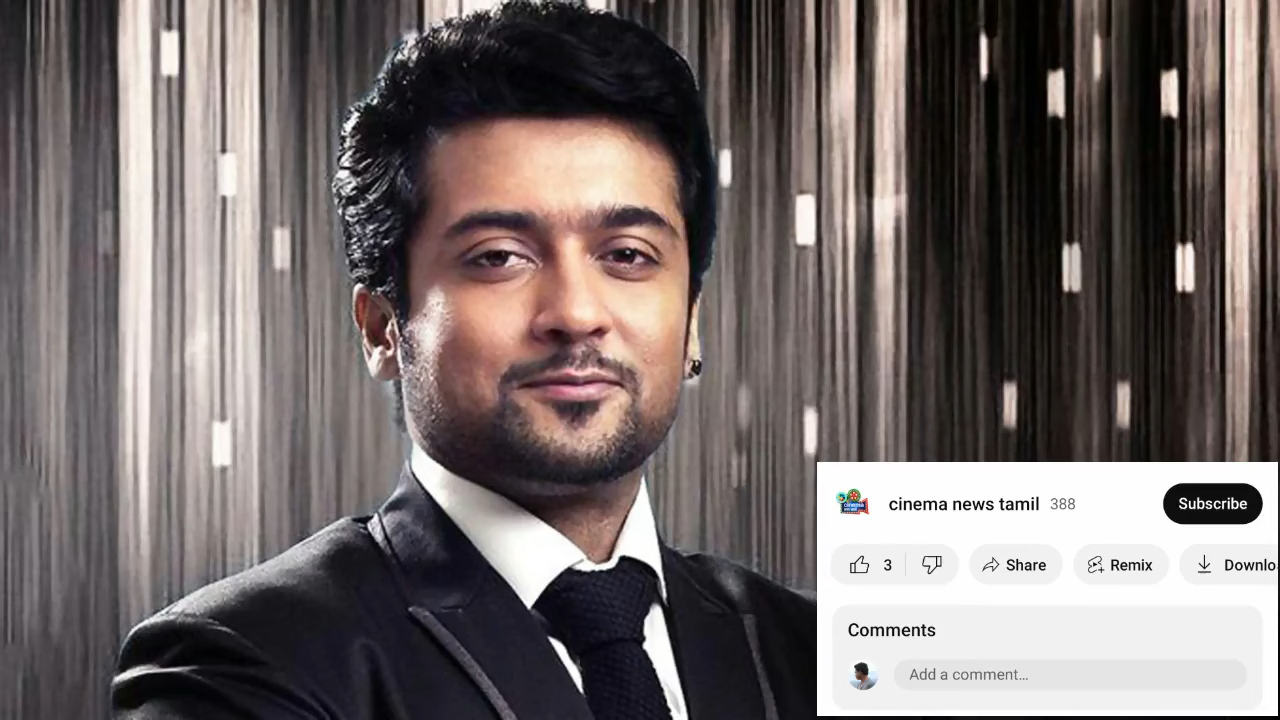 cinema news tamil 388
Subscribe
3
Share
Remix
Downlo
Comments
Add a comment...